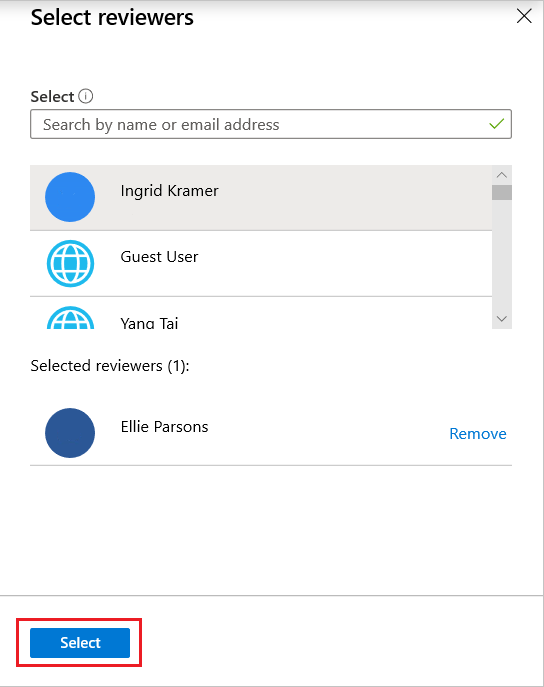 Select reviewers
Select
Search by name or email address
Ingrid Kramer
Guest User
Yang Tai
Selected reviewers (1):
Ellie Parsons
Remove
Select